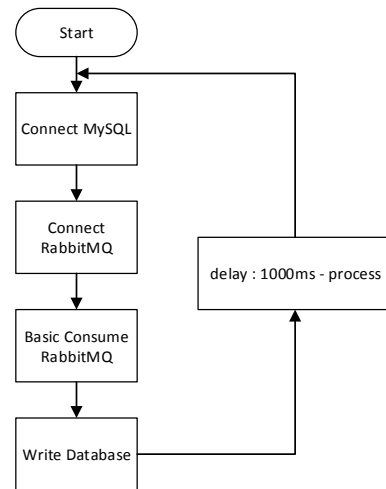 Start
Connect MySQL
Connect
RabbitMQ
delay : 1000ms - process
Basic Consume
RabbitMQ
Write Database